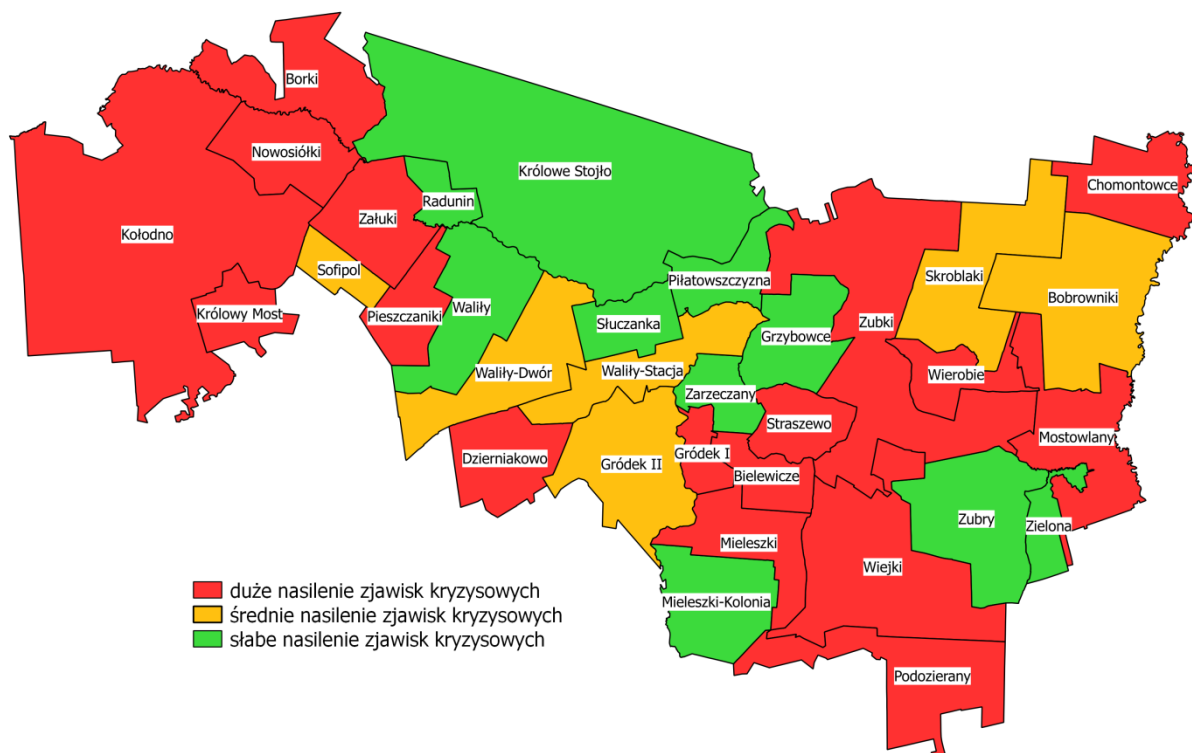 Borki
Nowosiółki
Królowe Stojło
Chomontowce
Radunin
Załuki
Kołodno
Sofipol
Piłatowszczyzna
Skroblaki
Bobrowniki
Waliły
Królowy Most
Pieszczaniki
Słuczanka
Zubki
Grzybowce
Waliły-Dwór
Waliły-Stacja
Wierobie
Zarzeczany
Straszewo
Mostowlany
Dzierniakowo
Gródek II
Gródek I
Bielewicze
Zubry
Zielona
Mieleszki
Wiejki
Mieleszki-Kolonia
Podozierany
duże nasilenie zjawisk kryzysowych
średnie nasilenie zjawisk kryzysowych
słabe nasilenie zjawisk kryzysowych